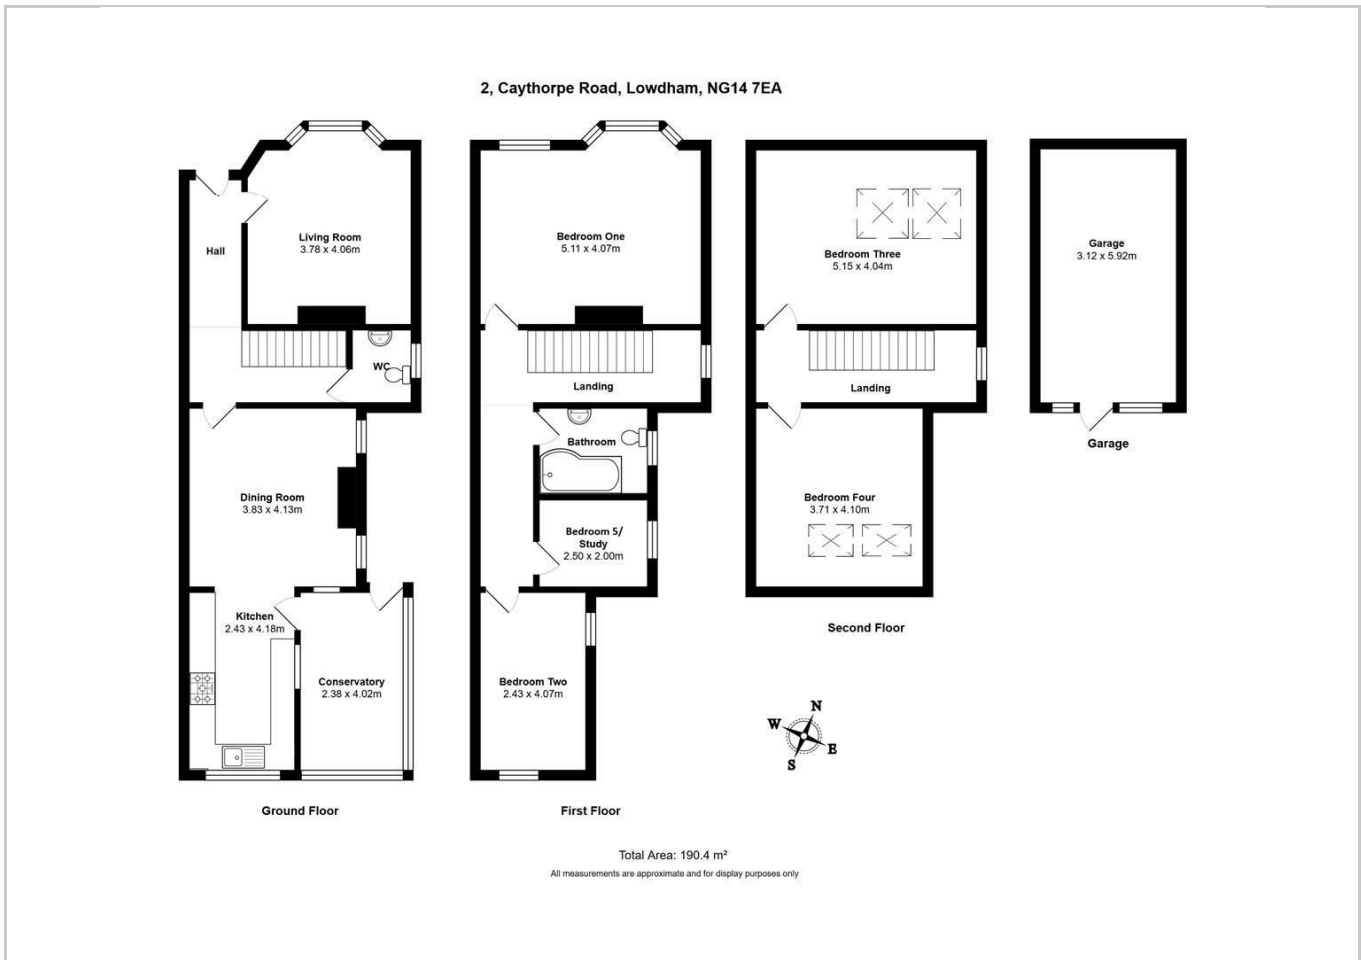 2, Caythorpe Road, Lowdham, NG14 7EA
Hall
Living Room
3.78 x 4.06m
WC
Dining Room
3.83 x 4.13m
Kitchen
2.43 x 4.18m
Conservatory
2.38 x 4.02m
Ground Floor
Bedroom One
5.11 x 4.07m
Landing
Bathroom
Bedroom 5/
Study
2.50 x 2.00m
Bedroom Two
2.43 x 4.07m
First Floor
Bedroom Three
5.15 x 4.04m
Landing
Bedroom Four
3.71 x 4.10m
Second Floor
Garage
3.12 x 5.92m
Garage
N
W
E
S
Total Area: 190.4 m²
All measurements are approximate and for display purposes only